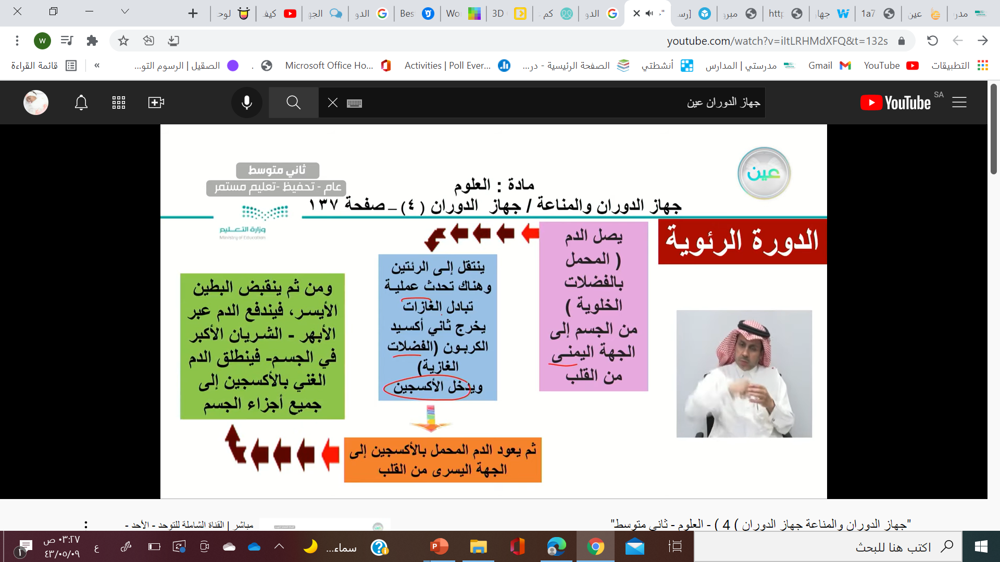 مدر
عين
1a7
جهاز
http
مبرو
[رس
"
الدو
كم
3D
Wo
Bes
الدو
الجه
كيف
لوح
youtube.com/watch?v=iItLRHMdXFQ&t=132s
W
التطبيقات
YouTube
Gmail
مدرستي | المدارس
أنشطتي
الصفحة الرئيسية - در...
Activities | Poll Ever...
Microsoft Office Ho...
.
الصقيل | الرسوم التو...
»
قائمة القراءة
YouTube SA
جهاز الدوران عين
عين
ثاني متوسط
عام - تحفيظ -تعليم مستمر
مادة : العلوم
جهاز الدوران والمناعة / جهاز الدوران (٤) – صفحة ١٣٧
وزارة التعليم
Ministry of Education
الدورة الرئوية
يصل الدم
( المحمل
بالفضلات
الخلوية )
من الجسم إلى
الجهة اليمنى
من القلب
ينتقل إلى الرئتين
وهناك تحدث عملية
تبادل الغازات
يخرج ثاني أكسيد
الكربون (الفضلات
الغازية)
ويدخل الأكسجين
ثم يعود الدم المحمل بالأكسجين إلى
الجهة اليسرى من القلب
ومن ثم ينقبض البطين
الأيسر، فيندفع الدم عبر
الأبهر - الشريان الأكبر
في الجسم- فينطلق الدم
الغني بالأكسجين إلى
جميع أجزاء الجسم
"جهاز الدوران والمناعة جهاز الدوران ) 4 ) - العلوم - ثاني متوسط"
مباشر | القناة الشاملة للتوحد - الأحد -
اكتب هنا للبحث
سماء...
ع
٠٣:٢٧ ص
٤٣/٠٥/٠٩
١